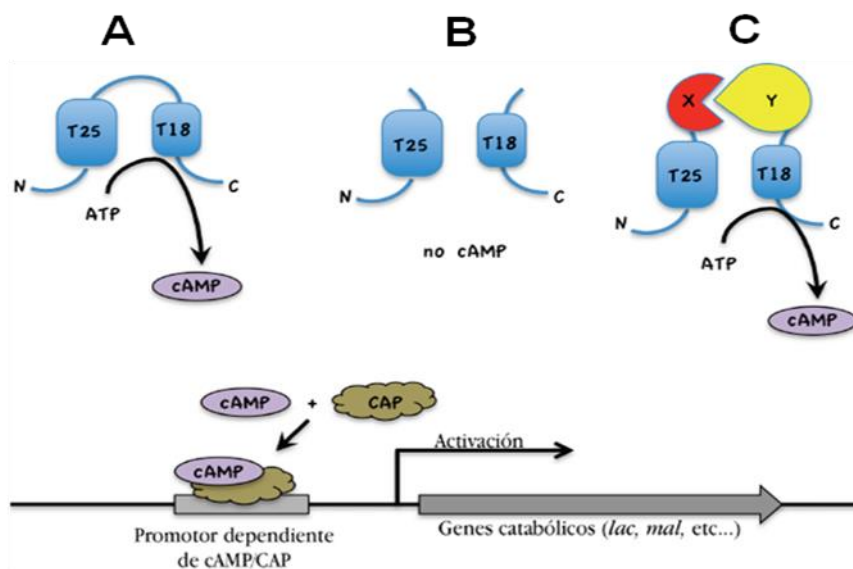 A
B
C
T25
T18
N
C
ATP
cAMP
T25
T18
N
C
no cAMP
X
Y
T25
T18
N
C
ATP
cAMP
cAMP + CAP
cAMP
Activación
Promotor dependiente
de cAMP/CAP
Genes catabólicos (lac, mal, etc...)